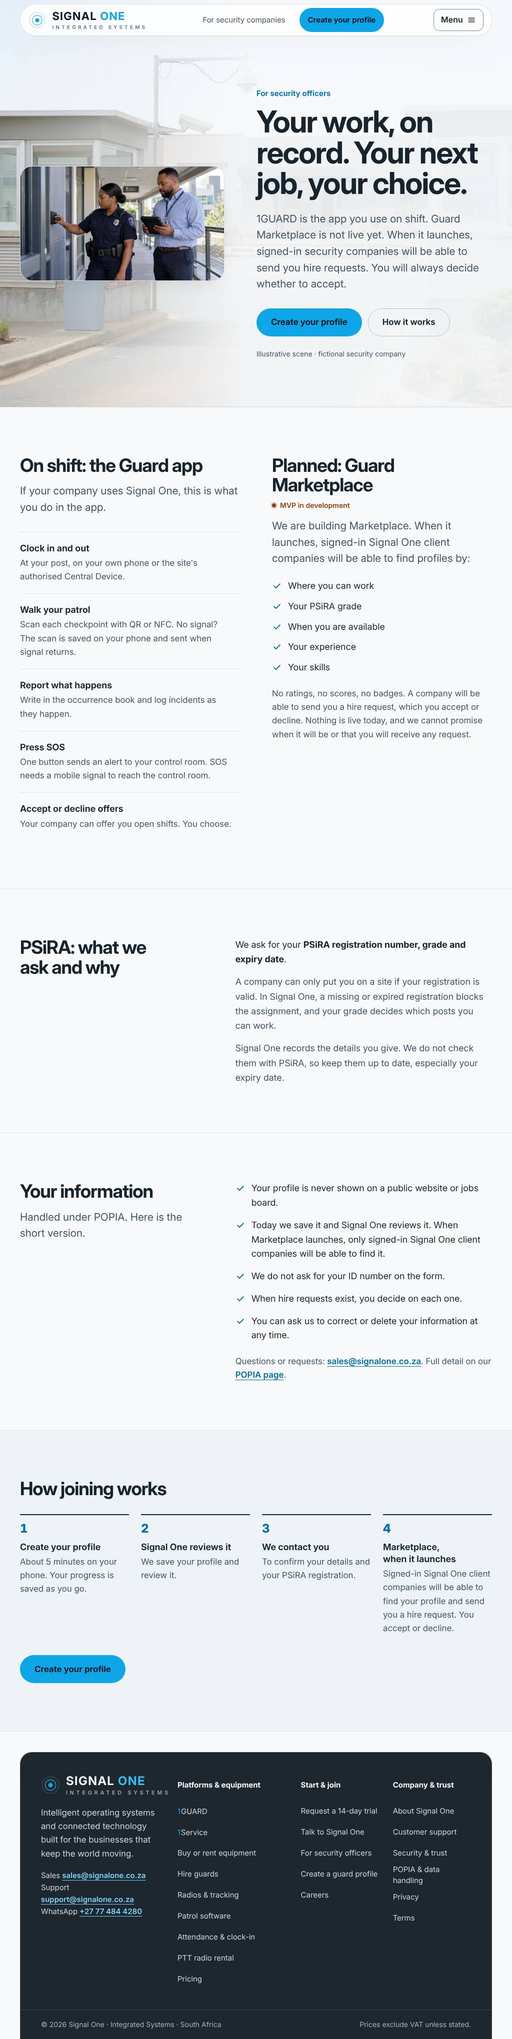 SIGNAL ONE
INTEGRATED SYSTEMS
For security companies
Create your profile
Menu
For security officers
Your work, on
record. Your next
job, your choice.
1GUARD is the app you use on shift. Guard
Marketplace is not live yet. When it launches,
signed-in security companies will be able to
send you hire requests. You will always decide
whether to accept.
Create your profile
How it works
Illustrative scene · fictional security company
On shift: the Guard app
If your company uses Signal One, this is what
you do in the app.
Clock in and out
At your post, on your own phone or the site's
authorised Central Device.
Walk your patrol
Scan each checkpoint with QR or NFC. No signal?
The scan is saved on your phone and sent when
signal returns.
Report what happens
Write in the occurrence book and log incidents as
they happen.
Press SOS
One button sends an alert to your control room. SOS
needs a mobile signal to reach the control room.
Accept or decline offers
Your company can offer you open shifts. You choose.
Planned: Guard
Marketplace
MVP in development
We are building Marketplace. When it
launches, signed-in Signal One client
companies will be able to find profiles by:
Where you can work
Your PSiRA grade
When you are available
Your experience
Your skills
No ratings, no scores, no badges. A company will be
able to send you a hire request, which you accept or
decline. Nothing is live today, and we cannot promise
when it will be or that you will receive any request.
PSiRA: what we
ask and why
We ask for your PSiRA registration number, grade and
expiry date.
A company can only put you on a site if your registration is
valid. In Signal One, a missing or expired registration blocks
the assignment, and your grade decides which posts you
can work.
Signal One records the details you give. We do not check
them with PSiRA, so keep them up to date, especially your
expiry date.
Your information
Handled under POPIA. Here is the
short version.
Your profile is never shown on a public website or jobs
board.
Today we save it and Signal One reviews it. When
Marketplace launches, only signed-in Signal One client
companies will be able to find it.
We do not ask for your ID number on the form.
When hire requests exist, you decide on each one.
You can ask us to correct or delete your information at
any time.
Questions or requests: sales@signalone.co.za. Full detail on our
POPIA page.
How joining works
1
Create your profile
About 5 minutes on your
phone. Your progress is
saved as you go.
2
Signal One reviews it
We save your profile and
review it.
3
We contact you
To confirm your details and
your PSiRA registration.
4
Marketplace,
when it launches
Signed-in Signal One client
companies will be able to
find your profile and send
you a hire request. You
accept or decline.
Create your profile
SIGNAL ONE
INTEGRATED SYSTEMS
Intelligent operating systems
and connected technology
built for the businesses that
keep the world moving.
Sales sales@signalone.co.za
Support
support@signalone.co.za
WhatsApp +27 77 484 4280
Platforms & equipment
1GUARD
1Service
Buy or rent equipment
Hire guards
Radios & tracking
Patrol software
Attendance & clock-in
PTT radio rental
Pricing
Start & join
Request a 14-day trial
Talk to Signal One
For security officers
Create a guard profile
Careers
Company & trust
About Signal One
Customer support
Security & trust
POPIA & data
handling
Privacy
Terms
© 2026 Signal One · Integrated Systems · South Africa
Prices exclude VAT unless stated.